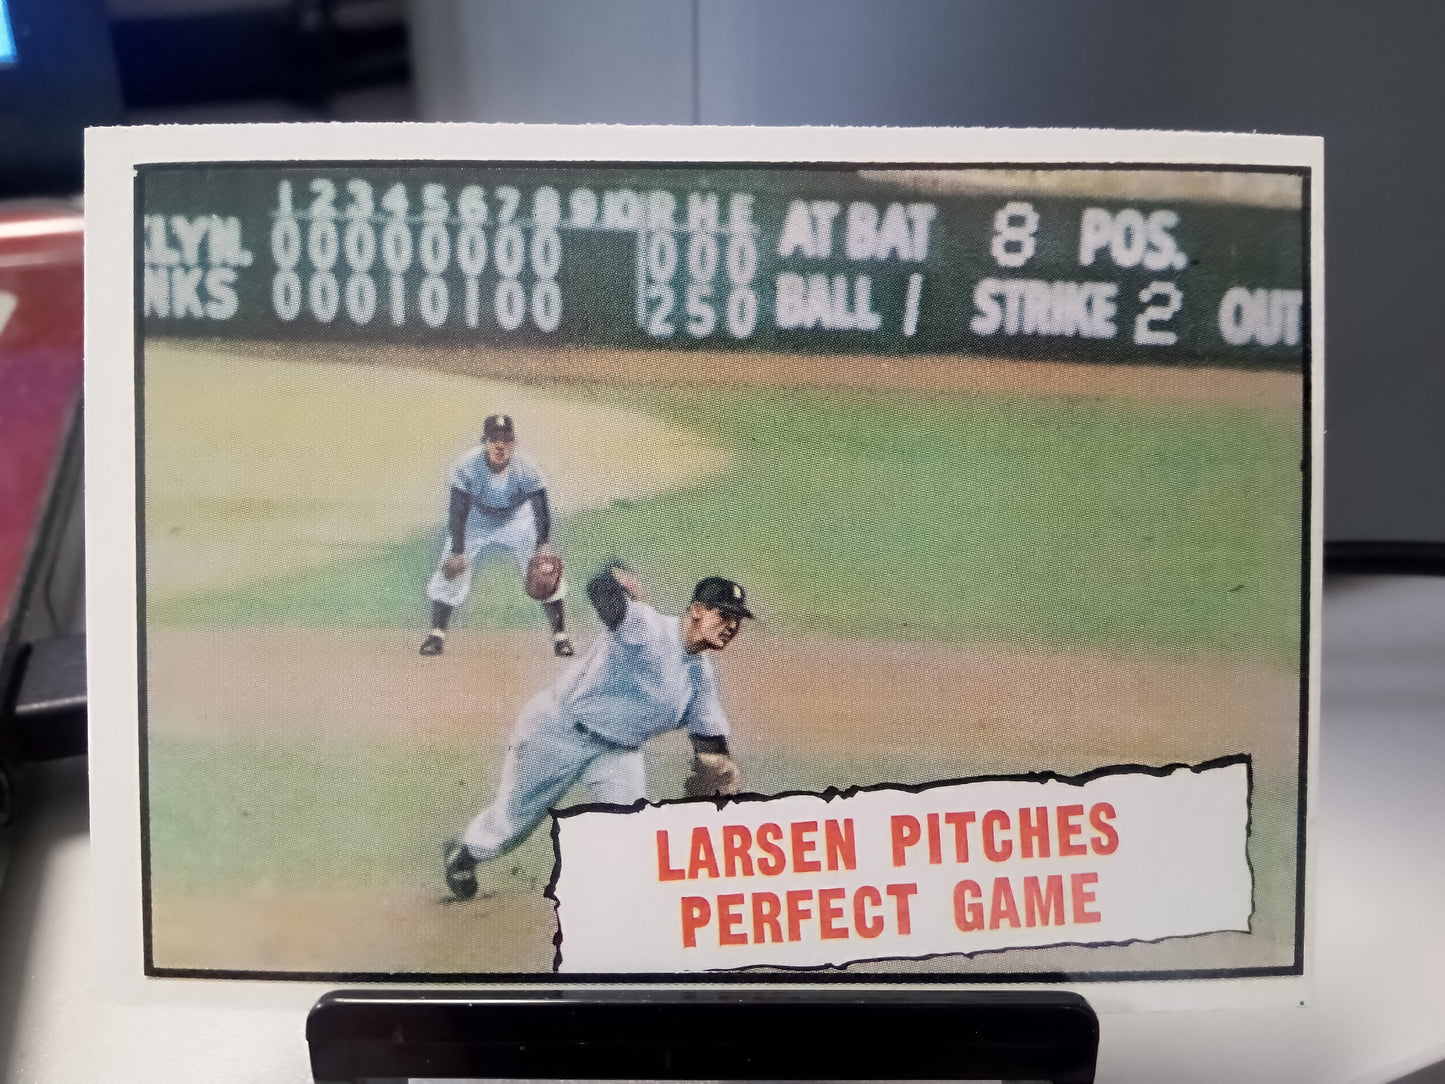 1 2 3 4 5 6 7 8 9 10 R H E AT BAT 8 POS.
KLYN. 0 0 0 0 0 0 0 0 0 0 0
NKS 0 0 0 1 0 1 0 0 2 5 0 BALL 1 STRIKE 2 OUT
LARSEN PITCHES
PERFECT GAME